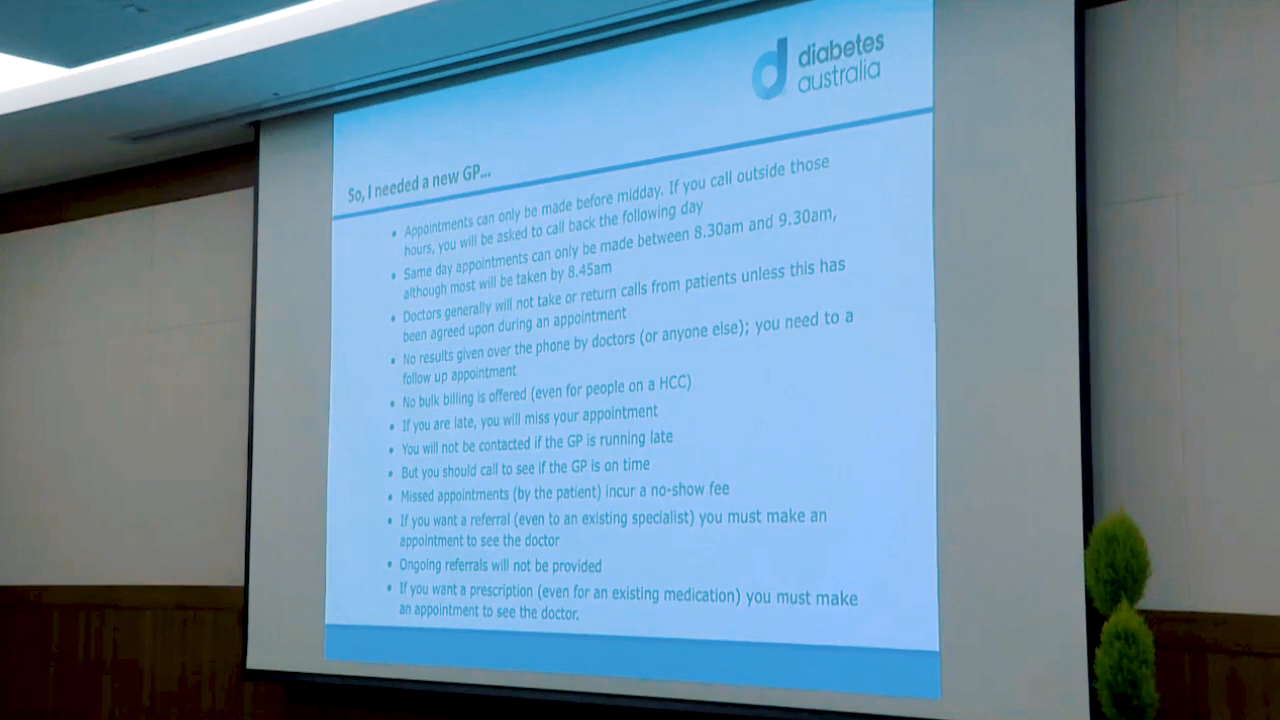 diabetes
australia
So, I needed a new GP...
• Appointments can only be made before midday. If you call outside those
hours, you will be asked to call back the following day
• Same day appointments can only be made between 8.30am and 9.30am,
although most will be taken by 8.45am
• Doctors generally will not take or return calls from patients unless this has
been agreed upon during an appointment
• No results given over the phone by doctors (or anyone else); you need to a
follow up appointment
• No bulk billing is offered (even for people on a HCC)
• If you are late, you will miss your appointment
• You will not be contacted if the GP is running late
• But you should call to see if the GP is on time
• Missed appointments (by the patient) incur a no-show fee
• If you want a referral (even to an existing specialist) you must make an
appointment to see the doctor
• Ongoing referrals will not be provided
• If you want a prescription (even for an existing medication) you must make
an appointment to see the doctor.